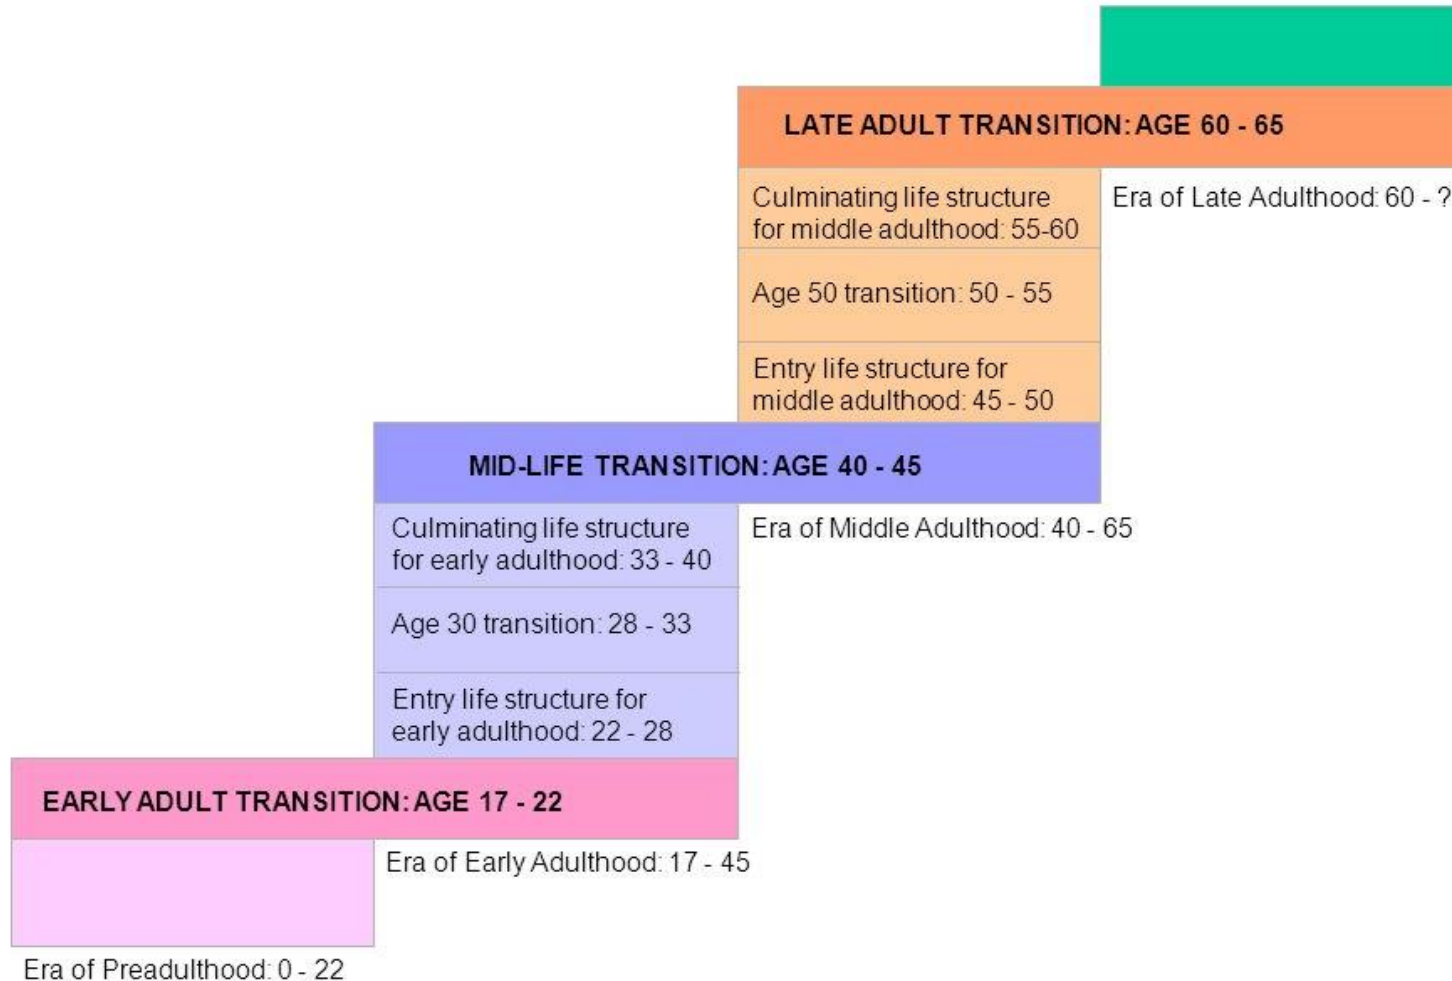 LATE ADULT TRANSITION: AGE 60 - 65
Culminating life structure
for middle adulthood: 55-60
Era of Late Adulthood: 60 - ?
Age 50 transition: 50 - 55
Entry life structure for
middle adulthood: 45 - 50
MID-LIFE TRANSITION: AGE 40 - 45
Culminating life structure
for early adulthood: 33 - 40
Era of Middle Adulthood: 40 - 65
Age 30 transition: 28 - 33
Entry life structure for
early adulthood: 22 - 28
EARLY ADULT TRANSITION: AGE 17 - 22
Era of Early Adulthood: 17 - 45
Era of Preadulthood: 0 - 22